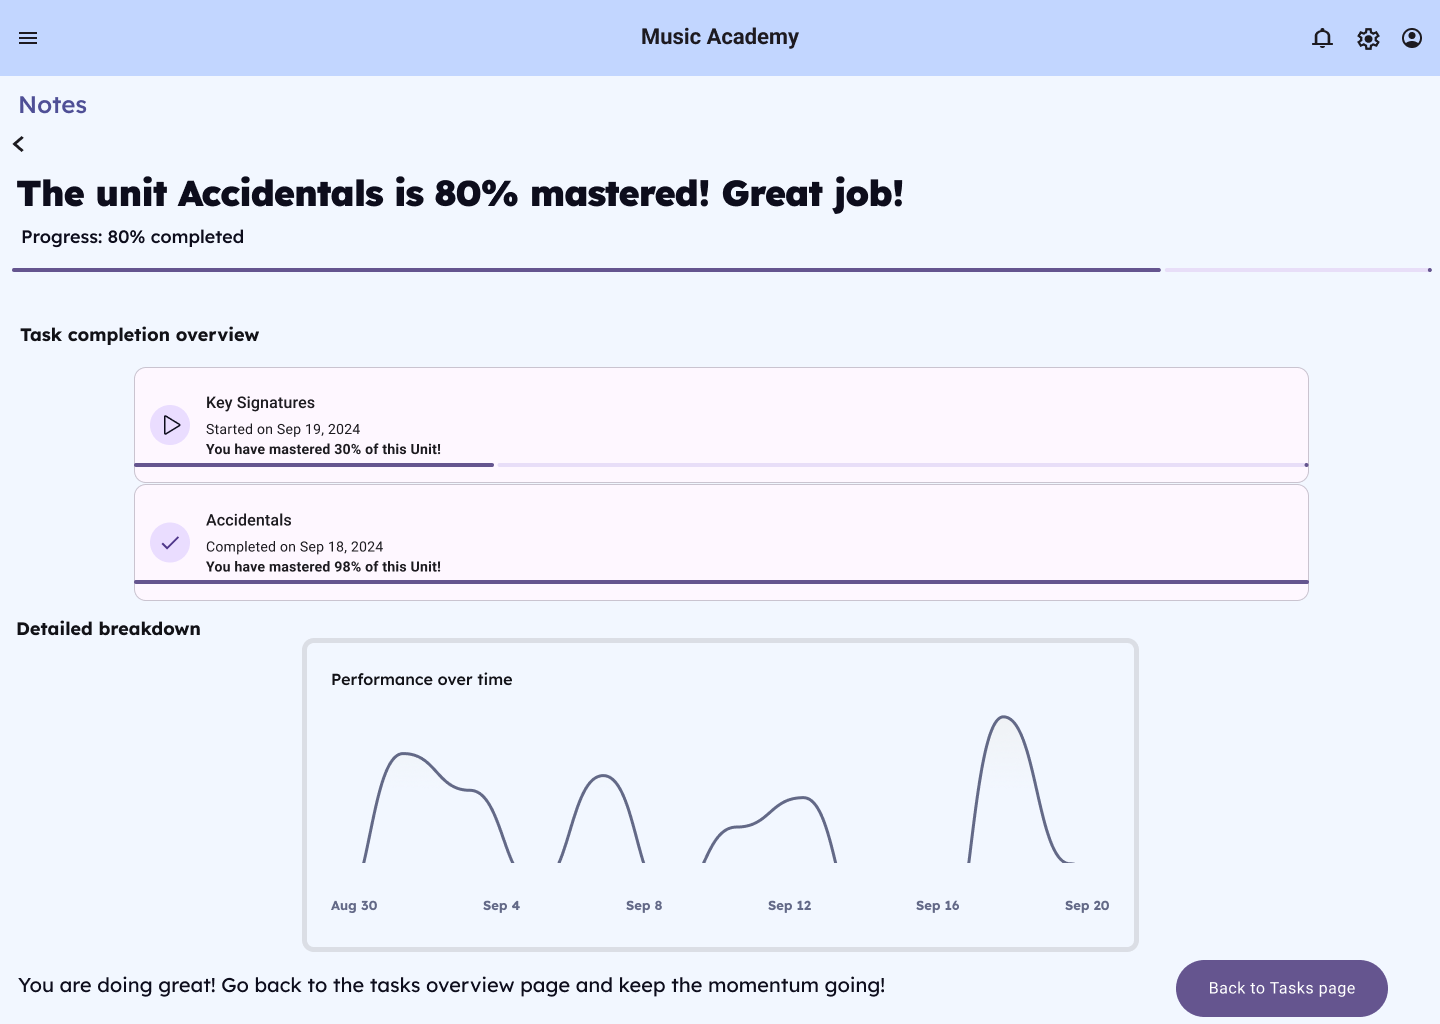 Music Academy
Notes
The unit Accidentals is 80% mastered! Great job!
Progress: 80% completed
Task completion overview
Key Signatures
Started on Sep 19, 2024
You have mastered 30% of this Unit!
Accidentals
Completed on Sep 18, 2024
You have mastered 98% of this Unit!
Detailed breakdown
Performance over time
Aug 30 Sep 4 Sep 8 Sep 12 Sep 16 Sep 20
You are doing great! Go back to the tasks overview page and keep the momentum going!
Back to Tasks page